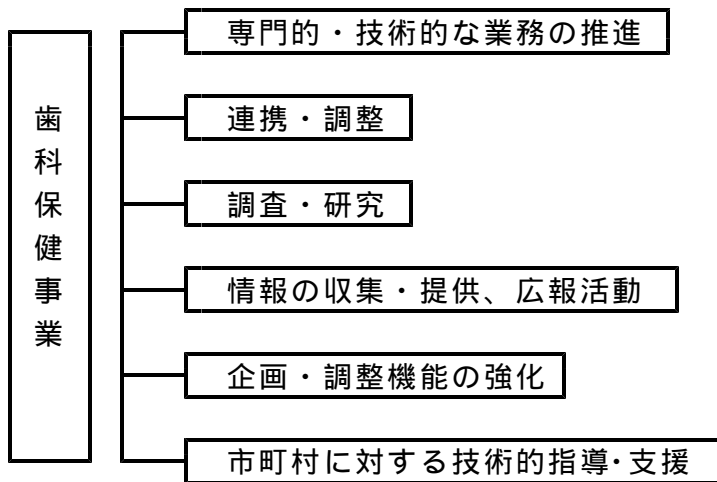 歯科保健事業
専門的・技術的な業務の推進
連携・調整
調査・研究
情報の収集・提供、広報活動
企画・調整機能の強化
市町村に対する技術的指導・支援